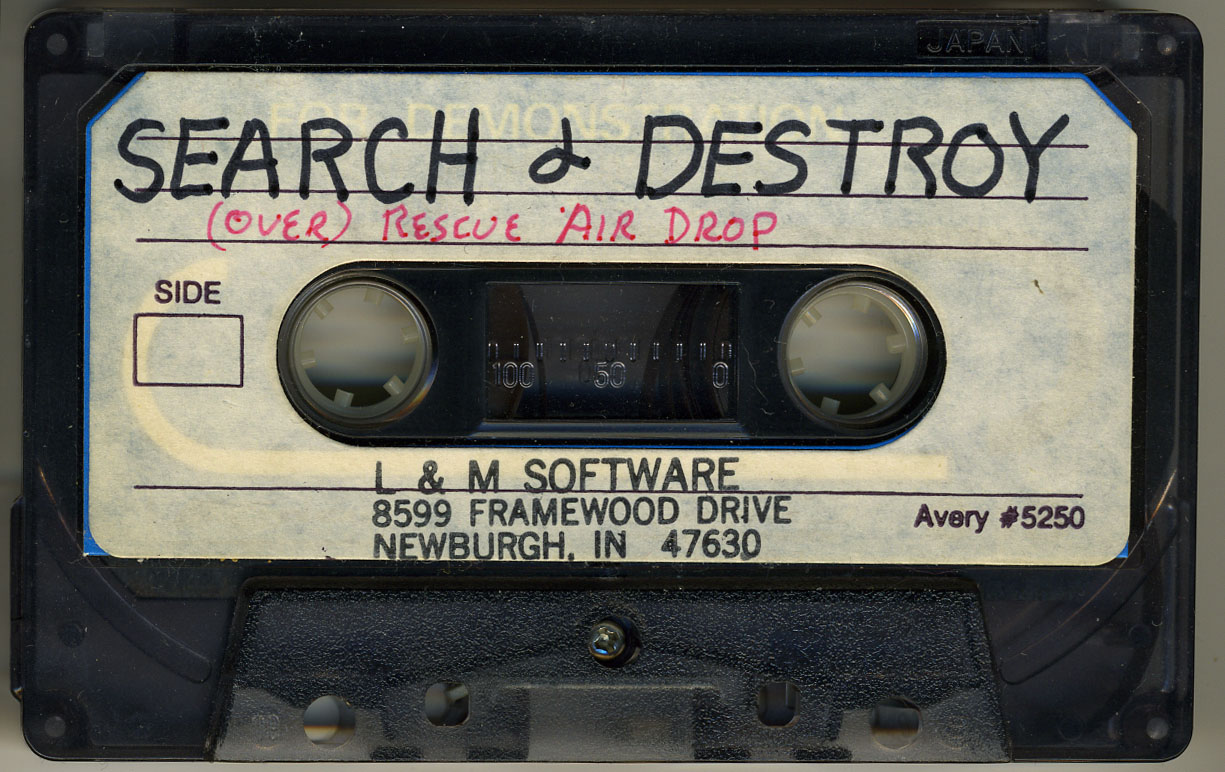 JAPAN
FOR DEMONSTRATION
SEARCH & DESTROY
(OVER) RESCUE AIR DROP
SIDE
100 50 0
L & M SOFTWARE
8599 FRAMEWOOD DRIVE
NEWBURGH, IN 47630
Avery #5250